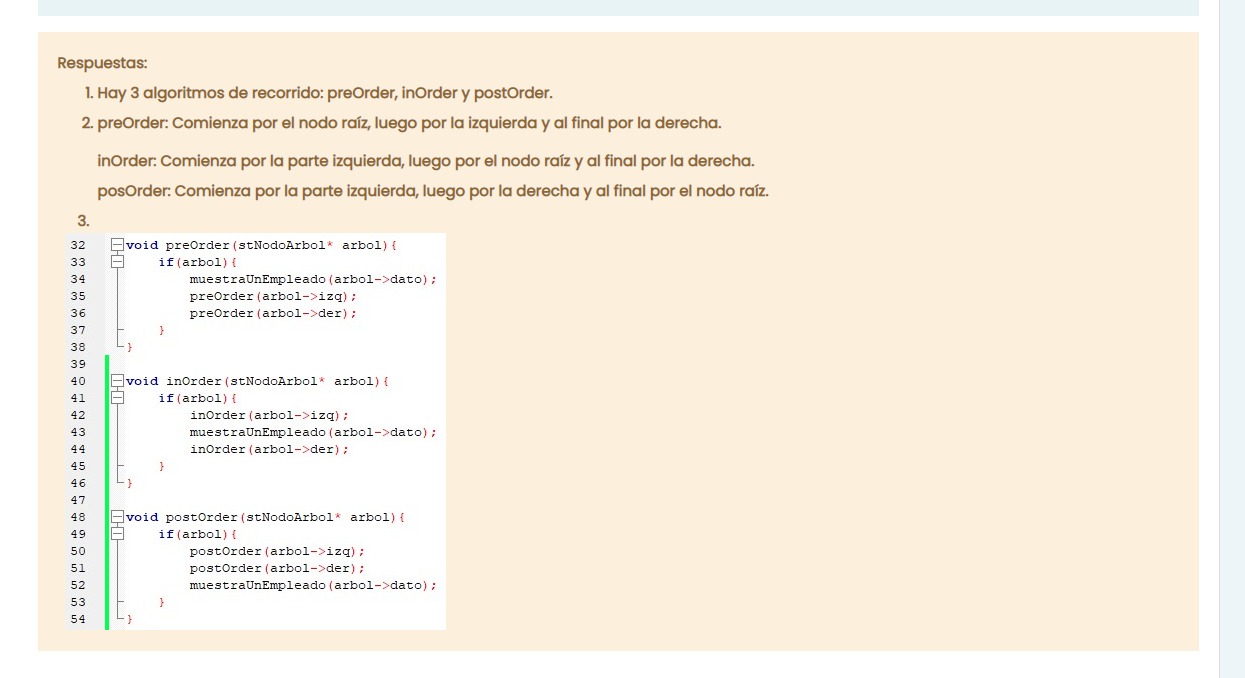 Respuestas:
1. Hay 3 algoritmos de recorrido: preOrder, inOrder y postOrder.
2. preOrder: Comienza por el nodo raíz, luego por la izquierda y al final por la derecha.
inOrder: Comienza por la parte izquierda, luego por el nodo raíz y al final por la derecha.
posOrder: Comienza por la parte izquierda, luego por la derecha y al final por el nodo raíz.
3.
32 void preOrder(stNodoArbol* arbol){
33 if(arbol){
34 muestraUnEmpleado(arbol->dato);
35 preOrder(arbol->izq);
36 preOrder(arbol->der);
37 }
38 }
39
40 void inOrder(stNodoArbol* arbol){
41 if(arbol){
42 inOrder(arbol->izq);
43 muestraUnEmpleado(arbol->dato);
44 inOrder(arbol->der);
45 }
46 }
47
48 void postOrder(stNodoArbol* arbol){
49 if(arbol){
50 postOrder(arbol->izq);
51 postOrder(arbol->der);
52 muestraUnEmpleado(arbol->dato);
53 }
54 }